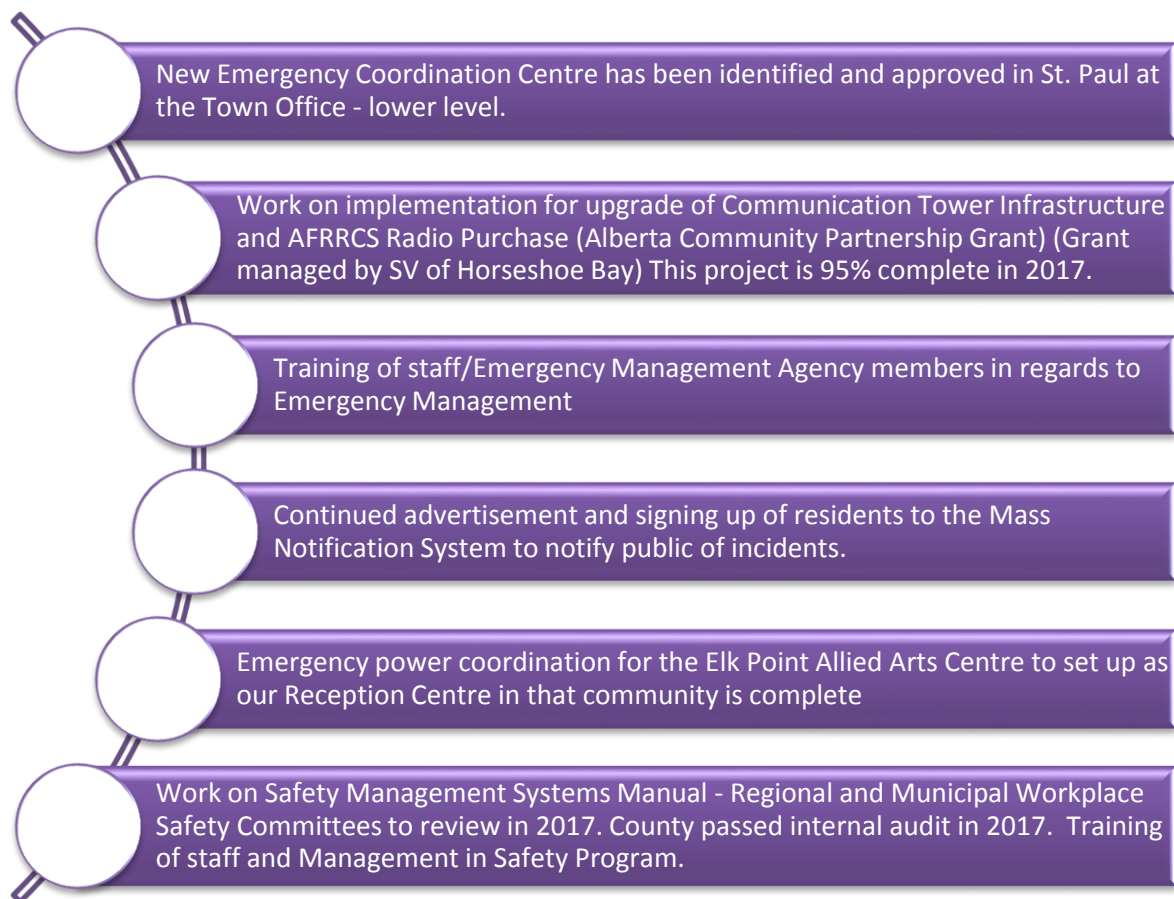 New Emergency Coordination Centre has been identified and approved in St. Paul at
the Town Office - lower level.
Work on implementation for upgrade of Communication Tower Infrastructure
and AFRRCS Radio Purchase (Alberta Community Partnership Grant) (Grant
managed by SV of Horseshoe Bay) This project is 95% complete in 2017.
Training of staff/Emergency Management Agency members in regards to
Emergency Management
Continued advertisement and signing up of residents to the Mass
Notification System to notify public of incidents.
Emergency power coordination for the Elk Point Allied Arts Centre to set up as
our Reception Centre in that community is complete
Work on Safety Management Systems Manual - Regional and Municipal Workplace
Safety Committees to review in 2017. County passed internal audit in 2017.  Training
of staff and Management in Safety Program.